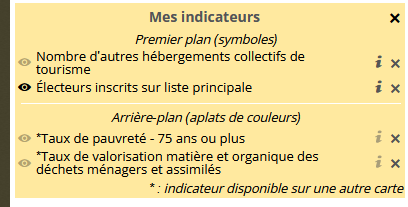 Mes indicateurs
Premier plan (symboles)
Nombre d'autres hébergements collectifs de
tourisme
Électeurs inscrits sur liste principale
Arrière-plan (aplats de couleurs)
*Taux de pauvreté - 75 ans ou plus
*Taux de valorisation matière et organique des
déchets ménagers et assimilés
* : indicateur disponible sur une autre carte